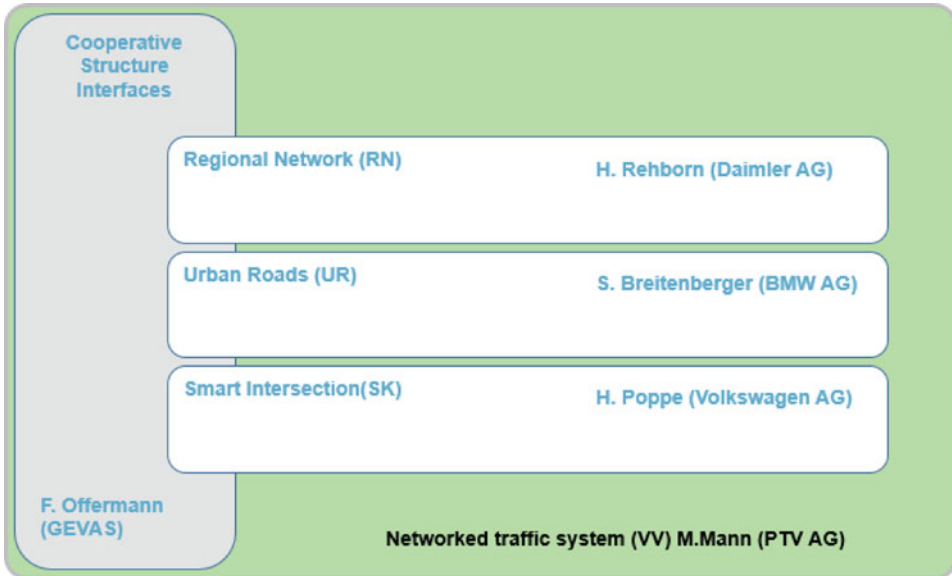 Cooperative
Structure
Interfaces
Regional Network (RN)
H. Rehborn (Daimler AG)
Urban Roads (UR)
S. Breitenberger (BMW AG)
Smart Intersection(SK)
H. Poppe (Volkswagen AG)
F. Offermann
(GEVAS)
Networked traffic system (VV) M.Mann (PTV AG)